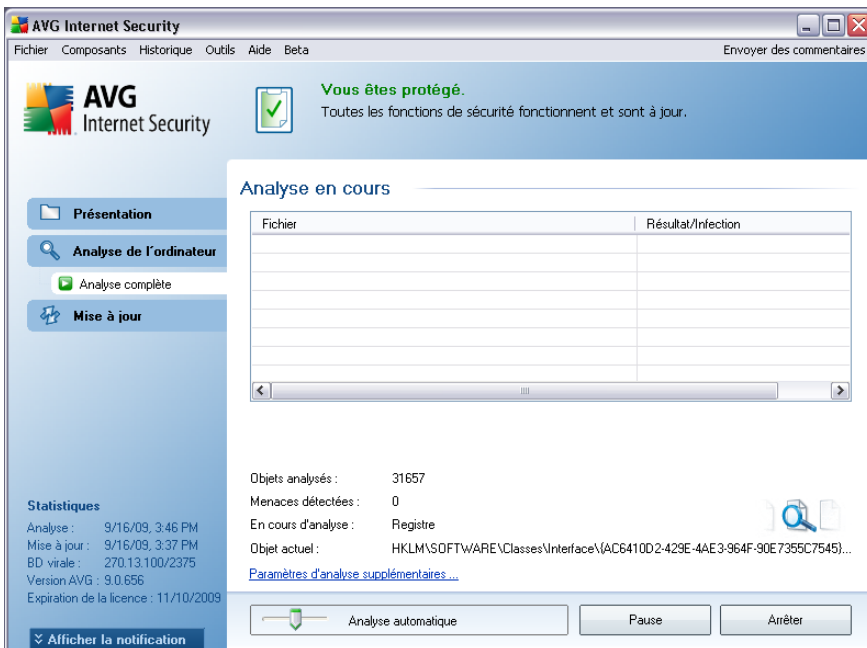 AVG Internet Security
Fichier Composants Historique Outils Aide Beta Envoyer des commentaires
AVG
Internet Security
Vous êtes protégé.
Toutes les fonctions de sécurité fonctionnent et sont à jour.
Présentation
Analyse de l'ordinateur
Analyse complète
Mise à jour
Analyse en cours
Fichier Résultat/Infection
Objets analysés : 31657
Menaces détectées : 0
En cours d'analyse : Registre
Objet actuel : HKLM\SOFTWARE\Classes\Interface\{AC6410D2-429E-4AE3-964F-90E7355C7545}...
Paramètres d'analyse supplémentaires ...
Statistiques
Analyse : 9/16/09, 3:46 PM
Mise à jour : 9/16/09, 3:37 PM
BD virale : 270.13.100/2375
Version AVG : 9.0.656
Expiration de la licence : 11/10/2009
Afficher la notification
Analyse automatique Pause Arrêter